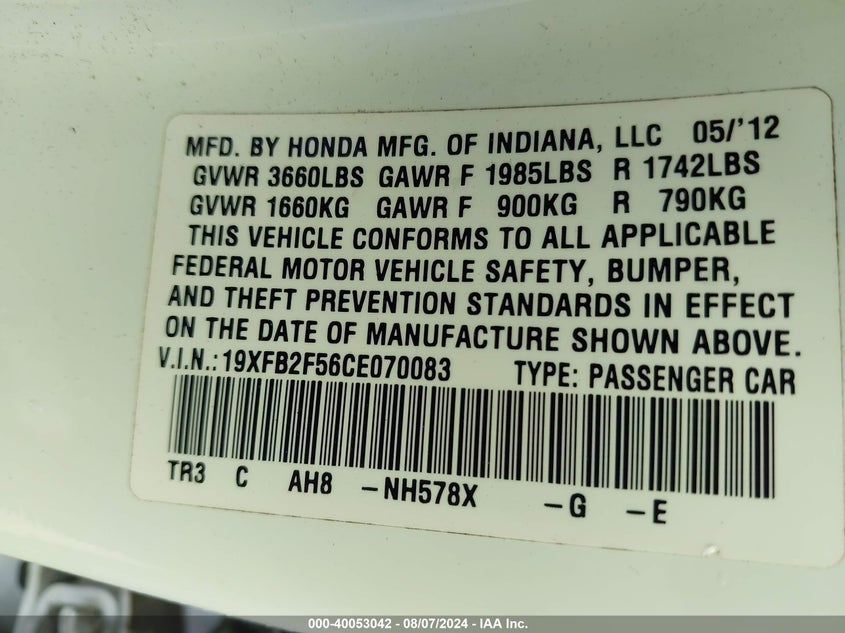 MFD. BY HONDA MFG. OF INDIANA, LLC 05/'12
GVWR 3660LBS GAWR F 1985LBS R 1742LBS
GVWR 1660KG GAWR F 900KG R 790KG
THIS VEHICLE CONFORMS TO ALL APPLICABLE
FEDERAL MOTOR VEHICLE SAFETY, BUMPER,
AND THEFT PREVENTION STANDARDS IN EFFECT
ON THE DATE OF MANUFACTURE SHOWN ABOVE.
V.I.N.:19XFB2F56CE070083 TYPE: PASSENGER CAR
TR3 C AH8 -NH578X -G -E
000-40053042 - 08/07/2024 - IAA Inc.